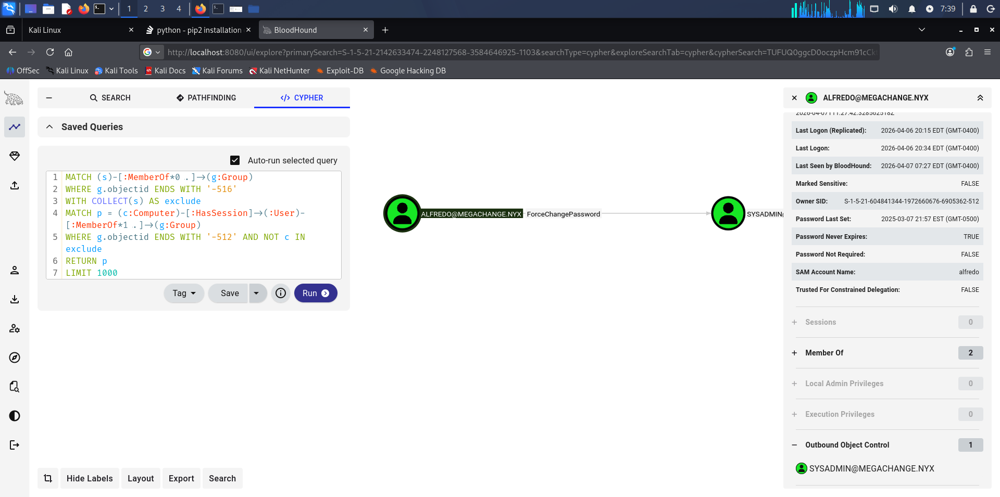 1
2
3
4
7:39
Kali Linux
python - pip2 installation
BloodHound
http://localhost:8080/ui/explore?primarySearch=S-1-5-21-2142633474-2248127568-3584646925-1103&searchType=cypher&exploreSearchTab=cypher&cypherSearch=TUFUQ0ggcD0oczpHcm91cCk
OffSec
Kali Linux
Kali Tools
Kali Docs
Kali Forums
Kali NetHunter
Exploit-DB
Google Hacking DB
SEARCH
PATHFINDING
CYPHER
Saved Queries
Auto-run selected query
1 MATCH (s)-[:MemberOf*0..]->(g:Group)
2 WHERE g.objectid ENDS WITH '-516'
3 WITH COLLECT(s) AS exclude
4 MATCH p = (c:Computer)-[:HasSession]->(:User)-
[:MemberOf*1..]->(g:Group)
5 WHERE g.objectid ENDS WITH '-512' AND NOT c IN
exclude
6 RETURN p
7 LIMIT 1000
Tag
Save
Run
Hide Labels
Layout
Export
Search
ALFREDO@MEGACHANGE.NYX
ForceChangePassword
SYSADMIN@
ALFREDO@MEGACHANGE.NYX
2026-04-07T11:27:42.328562518Z
Last Logon (Replicated): 2026-04-06 20:15 EDT (GMT-0400)
Last Logon: 2026-04-06 20:34 EDT (GMT-0400)
Last Seen by BloodHound: 2026-04-07 07:27 EDT (GMT-0400)
Marked Sensitive: FALSE
Owner SID: S-1-5-21-604841344-1972660676-6905362-512
Password Last Set: 2025-03-07 21:57 EST (GMT-0500)
Password Never Expires: TRUE
Password Not Required: FALSE
SAM Account Name: alfredo
Trusted For Constrained Delegation: FALSE
Sessions 0
Member Of 2
Local Admin Privileges 0
Execution Privileges 0
Outbound Object Control 1
SYSADMIN@MEGACHANGE.NYX